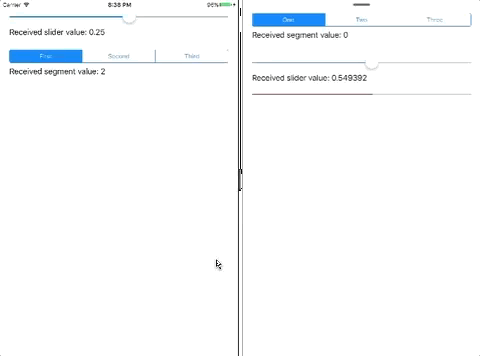 Carrier 8:38 PM 96%
Received slider value: 0.25
First Second Third
Received segment value: 2
One Two Three
Received segment value: 0
Received slider value: 0.549392